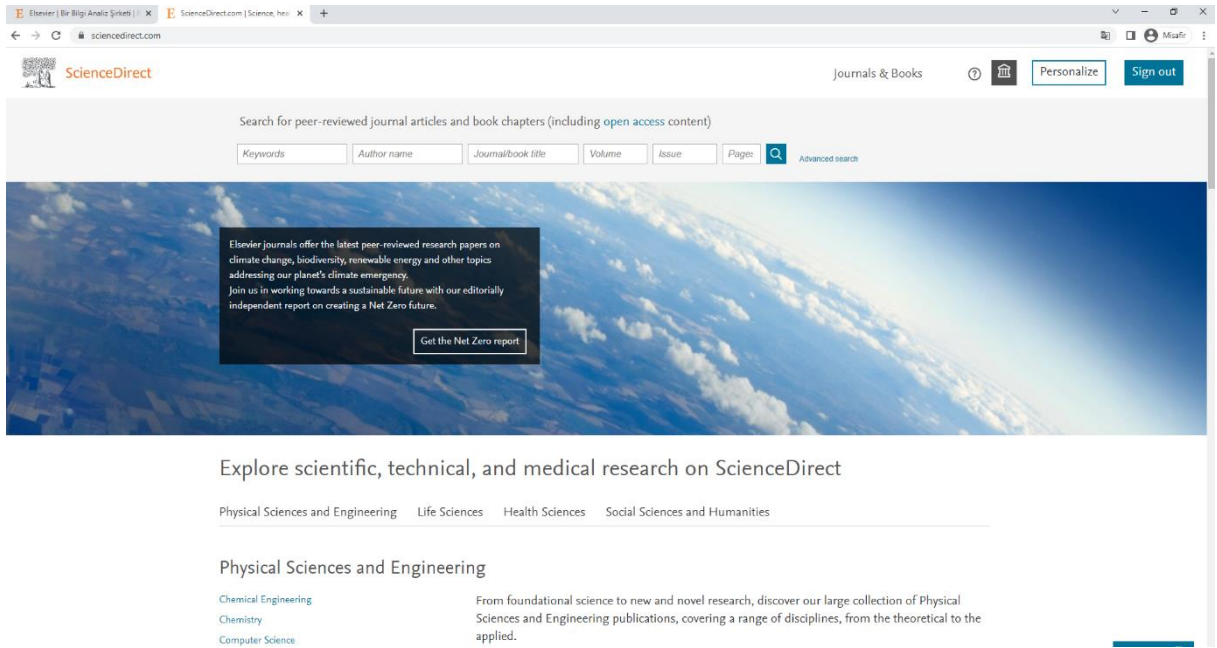 Elsevier | Bir Bilgi Analiz Şirketi |
ScienceDirect.com | Science, hea
sciencedirect.com
Misafir
ScienceDirect
Journals & Books
Personalize
Sign out
Search for peer-reviewed journal articles and book chapters (including open access content)
Keywords
Author name
Journal/book title
Volume
Issue
Page:
Advanced search
Elsevier journals offer the latest peer-reviewed research papers on
climate change, biodiversity, renewable energy and other topics
addressing our planet's climate emergency.
Join us in working towards a sustainable future with our editorially
independent report on creating a Net Zero future.
Get the Net Zero report
Explore scientific, technical, and medical research on ScienceDirect
Physical Sciences and Engineering Life Sciences Health Sciences Social Sciences and Humanities
Physical Sciences and Engineering
Chemical Engineering
Chemistry
Computer Science
From foundational science to new and novel research, discover our large collection of Physical
Sciences and Engineering publications, covering a range of disciplines, from the theoretical to the
applied.